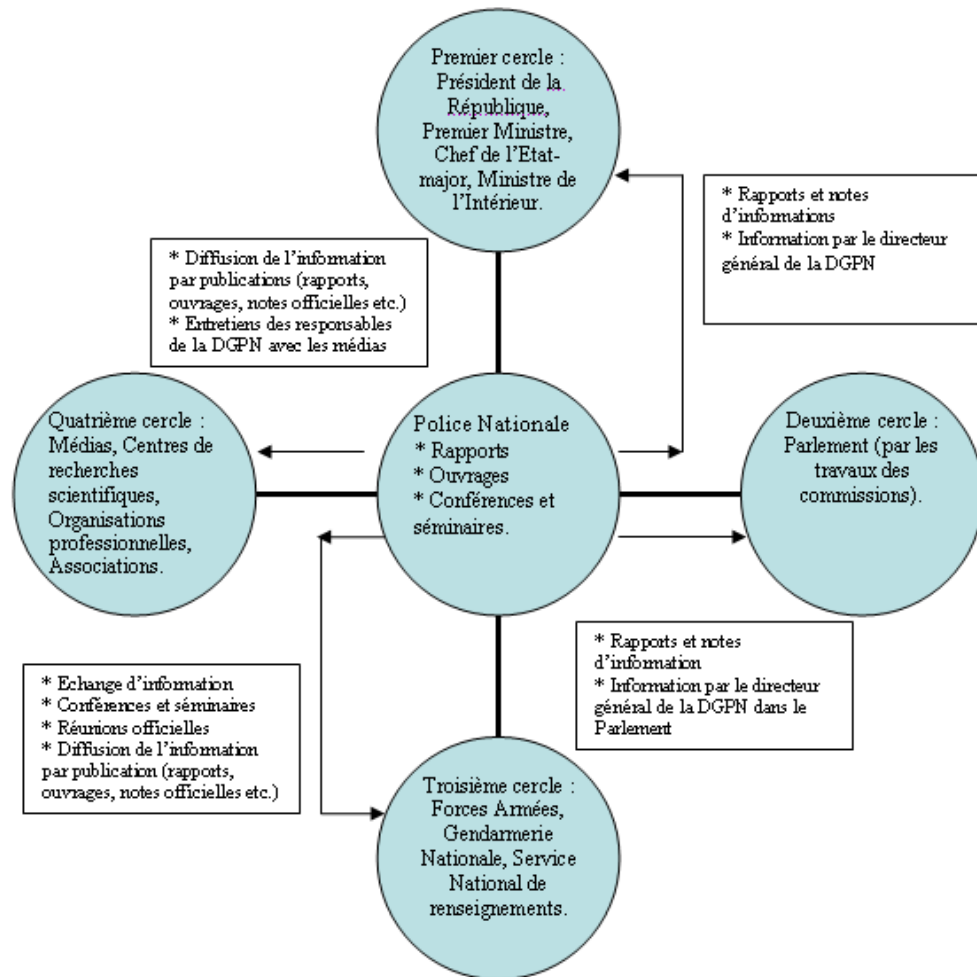 Premier cercle :
Président de la
République,
Premier Ministre,
Chef de l'Etat-
major, Ministre de
l'Intérieur.
* Rapports et notes
d'informations
* Information par le directeur
général de la DGPN
* Diffusion de l'information
par publications (rapports,
ouvrages, notes officielles etc.)
* Entretiens des responsables
de la DGPN avec les médias
Quatrième cercle :
Médias, Centres de
recherches
scientifiques,
Organisations
professionnelles,
Associations.
Police Nationale
* Rapports
* Ouvrages
* Conférences et
séminaires.
Deuxième cercle :
Parlement (par les
travaux des
commissions).
* Echange d'information
* Conférences et séminaires
* Réunions officielles
* Diffusion de l'information
par publication (rapports,
ouvrages, notes officielles etc.)
* Rapports et notes
d'information
* Information par le directeur
général de la DGPN dans le
Parlement
Troisième cercle :
Forces Armées,
Gendarmerie
Nationale, Service
National de
renseignements.